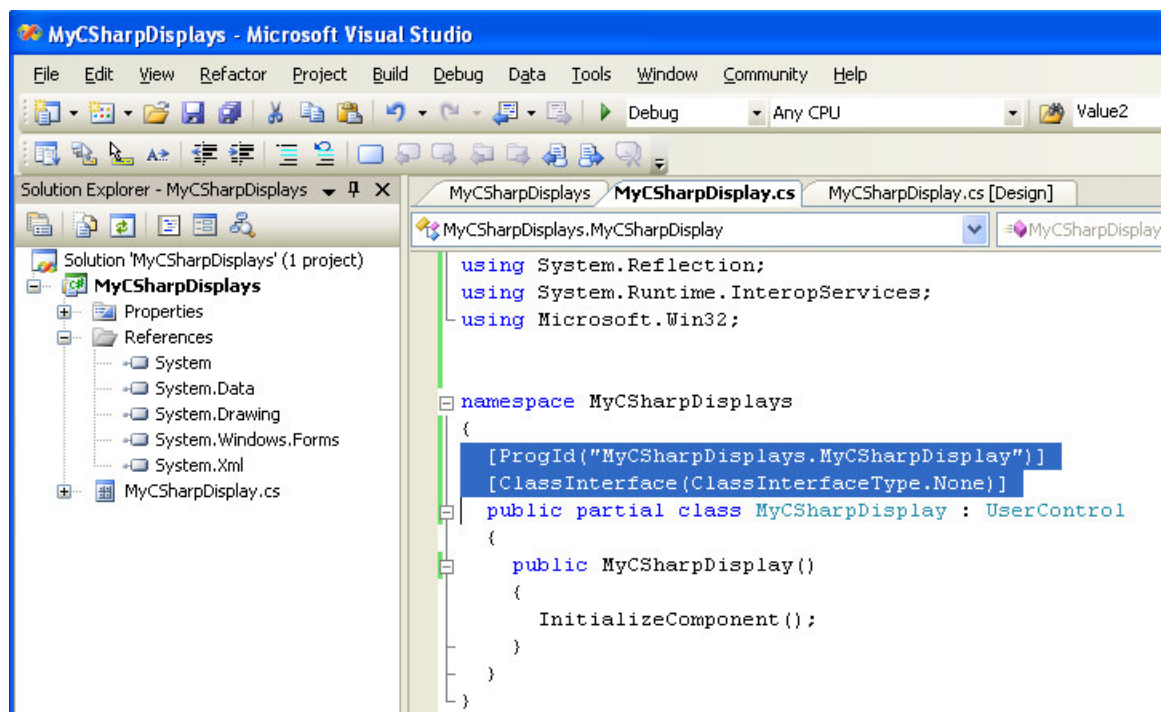 MyCSharpDisplays - Microsoft Visual Studio
File Edit View Refactor Project Build Debug Data Tools Window Community Help
Debug Any CPU Value2
Solution Explorer - MyCSharpDisplays
Solution 'MyCSharpDisplays' (1 project)
MyCSharpDisplays
Properties
References
System
System.Data
System.Drawing
System.Windows.Forms
System.Xml
MyCSharpDisplay.cs
MyCSharpDisplays MyCSharpDisplay.cs MyCSharpDisplay.cs [Design]
MyCSharpDisplays.MyCSharpDisplay MyCSharpDisplay
using System.Reflection;
using System.Runtime.InteropServices;
using Microsoft.Win32;
namespace MyCSharpDisplays
{
[ProgId("MyCSharpDisplays.MyCSharpDisplay")]
[ClassInterface(ClassInterfaceType.None)]
public partial class MyCSharpDisplay : UserControl
{
public MyCSharpDisplay()
{
InitializeComponent();
}
}
}